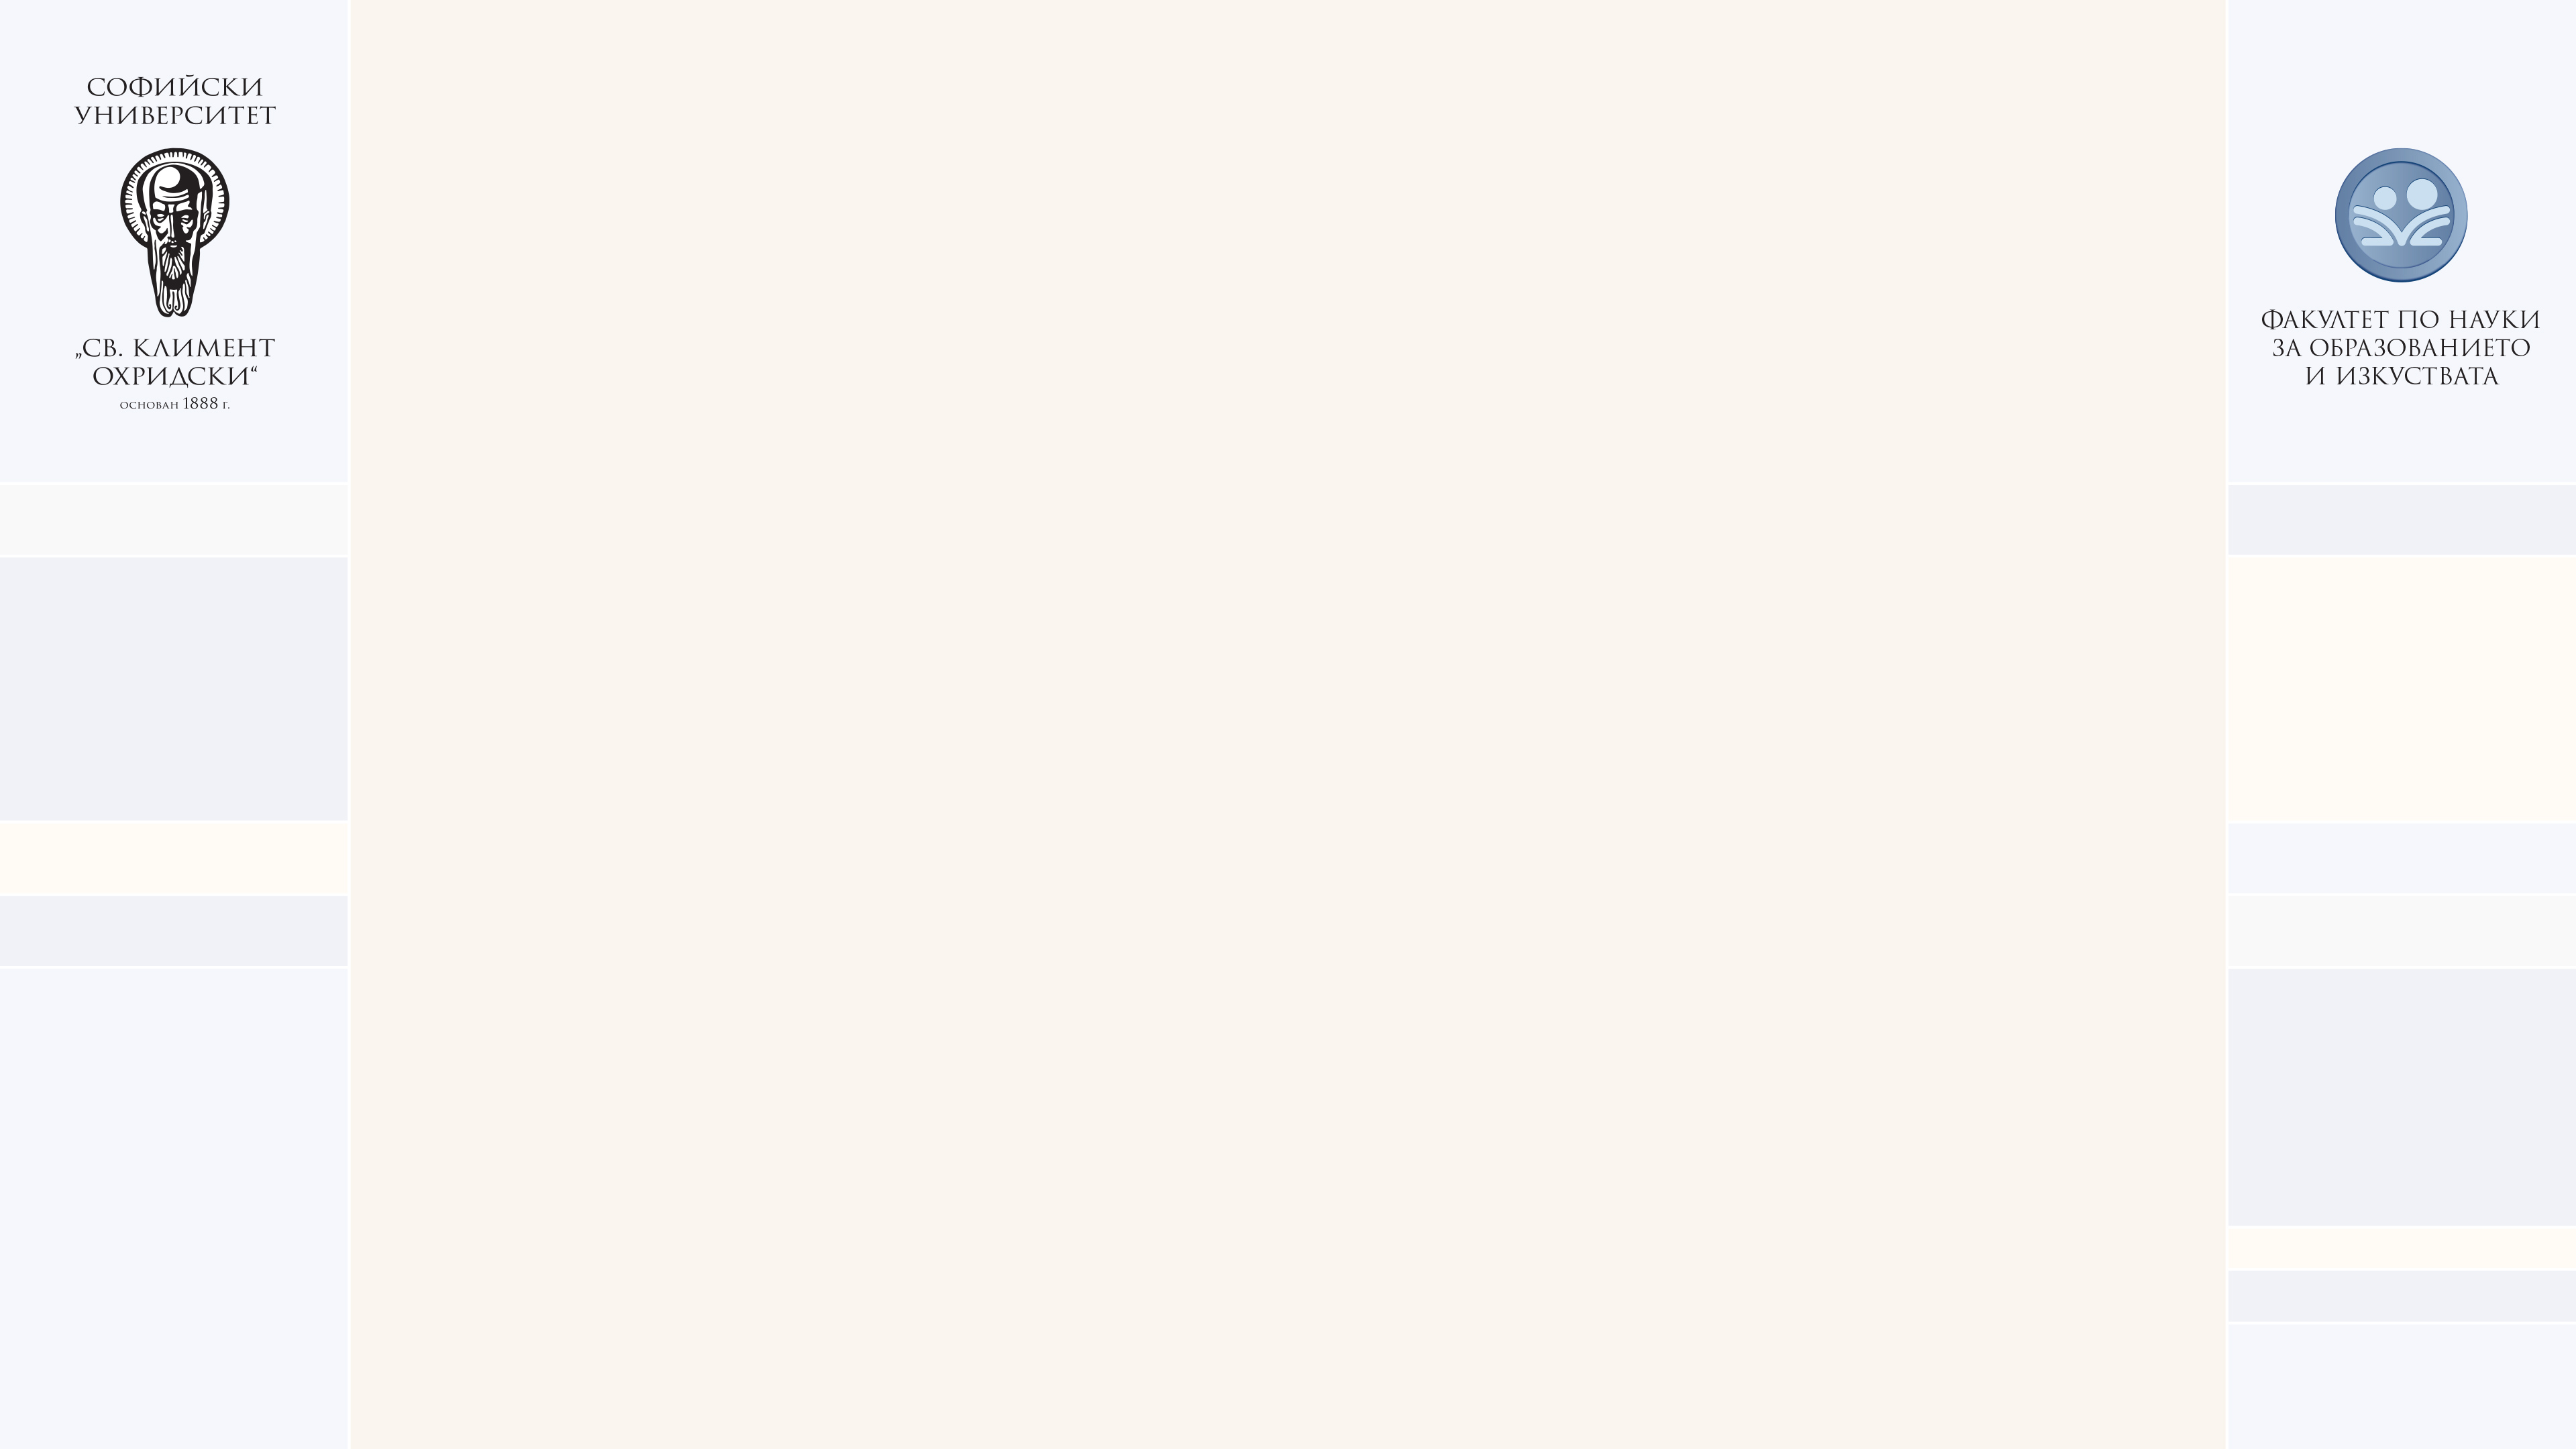 СОФИЙСКИ
УНИВЕРСИТЕТ
„СВ. КЛИМЕНТ
ОХРИДСКИ“
ОСНОВАН 1888 Г.
ФАКУЛТЕТ ПО НАУКИ
ЗА ОБРАЗОВАНИЕТО
И ИЗКУСТВАТА